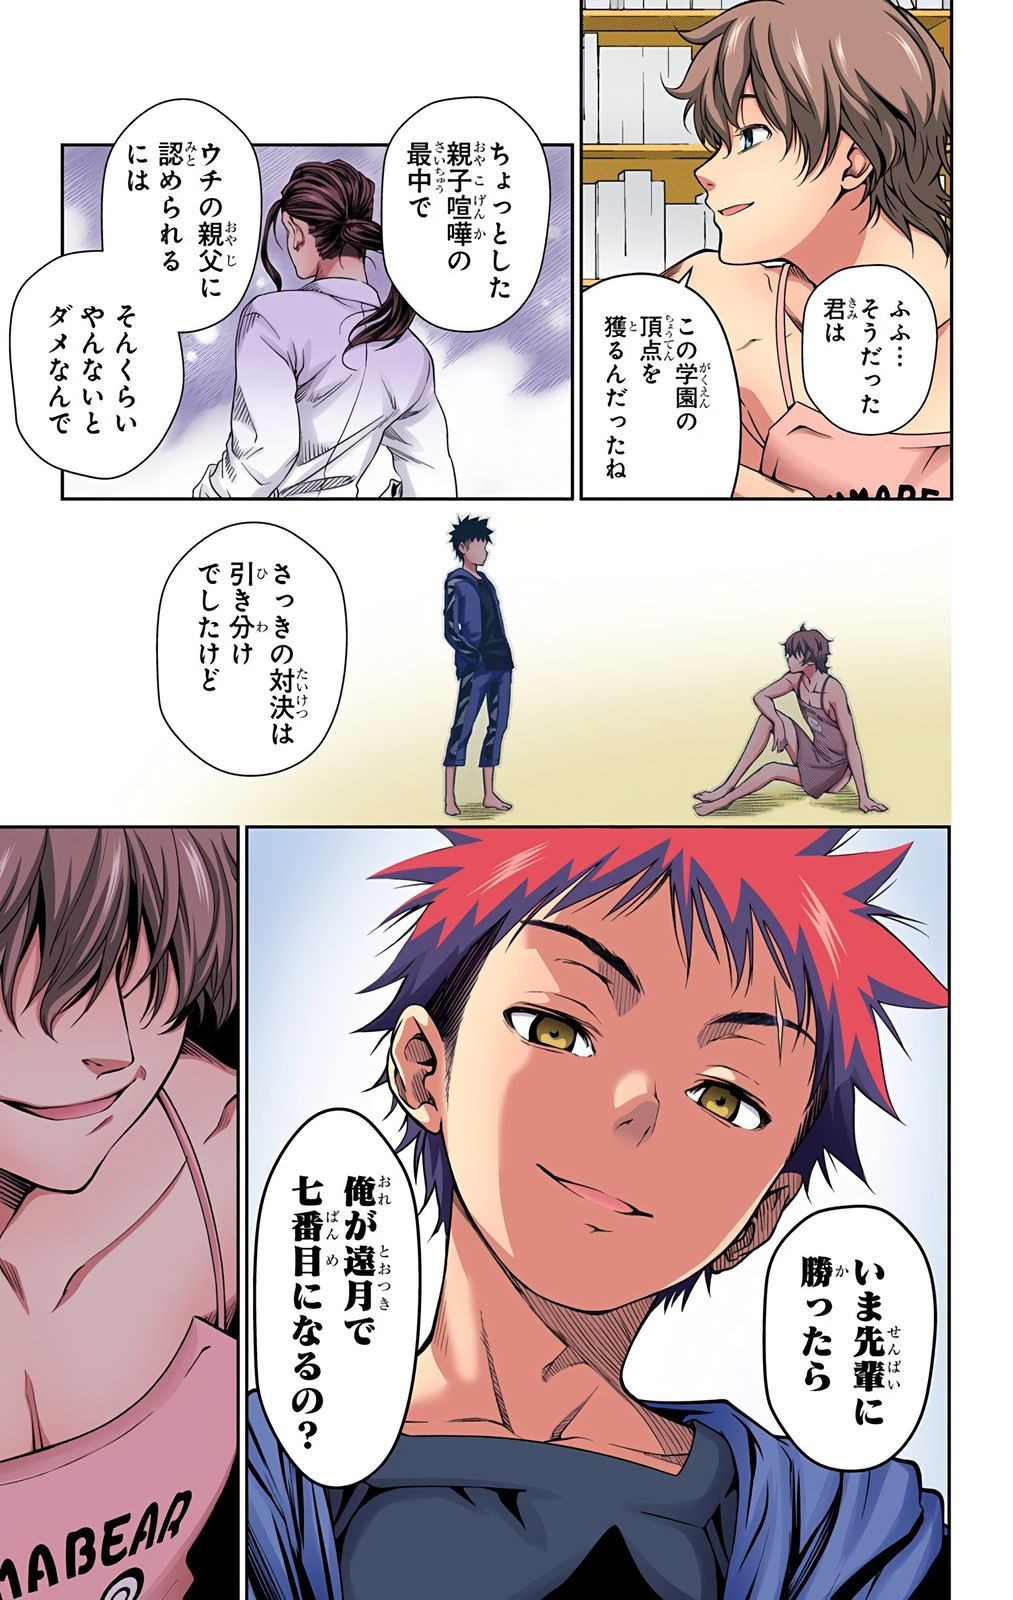 ふふ…
そうだった
君は
この学園の
頂点を
獲るんだったね
MABE
ちょっとした
親子喧嘩の
最中で
ウチの親父に
認められる
には
そんくらい
やんないと
ダメなんで
さっきの対決は
引き分け
でしたけど
いま先輩に
勝ったら
俺が遠月で
七番目になるの?
MABEAR